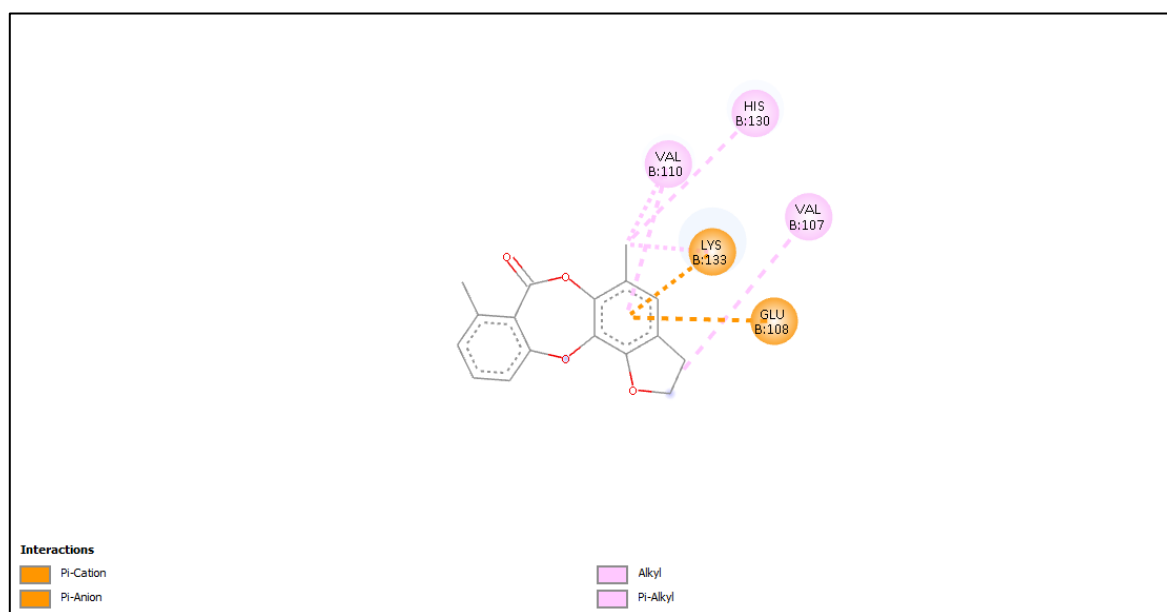 HIS
B:130
VAL
B:110
VAL
B:107
LYS
B:133
GLU
B:108
O
O
O
O
Interactions
Pi-Cation
Pi-Anion
Alkyl
Pi-Alkyl